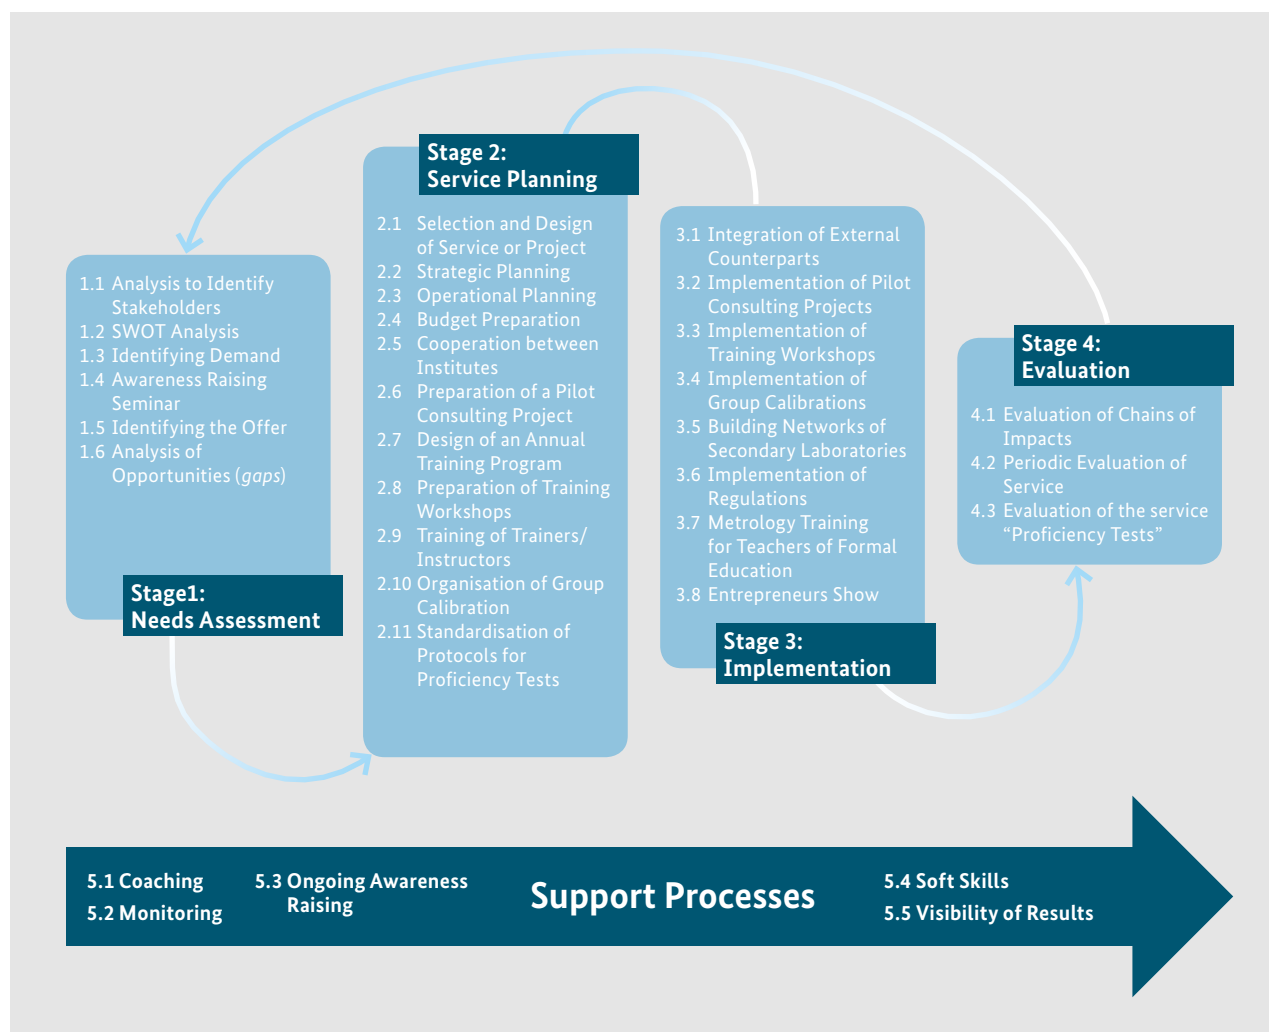 1.1 Analysis to Identify
Stakeholders
1.2 SWOT Analysis
1.3 Identifying Demand
1.4 Awareness Raising
Seminar
1.5 Identifying the Offer
1.6 Analysis of
Opportunities (gaps)
Stage1:
Needs Assessment
Stage 2:
Service Planning
2.1 Selection and Design
of Service or Project
2.2 Strategic Planning
2.3 Operational Planning
2.4 Budget Preparation
2.5 Cooperation between
Institutes
2.6 Preparation of a Pilot
Consulting Project
2.7 Design of an Annual
Training Program
2.8 Preparation of Training
Workshops
2.9 Training of Trainers/
Instructors
2.10 Organisation of Group
Calibration
2.11 Standardisation of
Protocols for
Proficiency Tests
3.1 Integration of External
Counterparts
3.2 Implementation of Pilot
Consulting Projects
3.3 Implementation of
Training Workshops
3.4 Implementation of
Group Calibrations
3.5 Building Networks of
Secondary Laboratories
3.6 Implementation of
Regulations
3.7 Metrology Training
for Teachers of Formal
Education
3.8 Entrepreneurs Show
Stage 3:
Implementation
Stage 4:
Evaluation
4.1 Evaluation of Chains of
Impacts
4.2 Periodic Evaluation of
Service
4.3 Evaluation of the service
“Proficiency Tests”
5.1 Coaching
5.2 Monitoring
5.3 Ongoing Awareness
Raising
Support Processes
5.4 Soft Skills
5.5 Visibility of Results